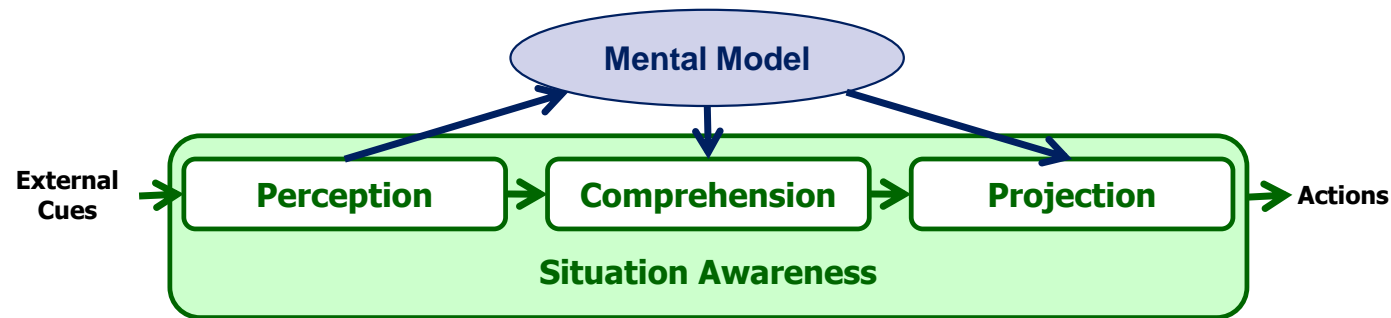 Mental Model
External
Cues
Perception
Comprehension
Projection
Actions
Situation Awareness